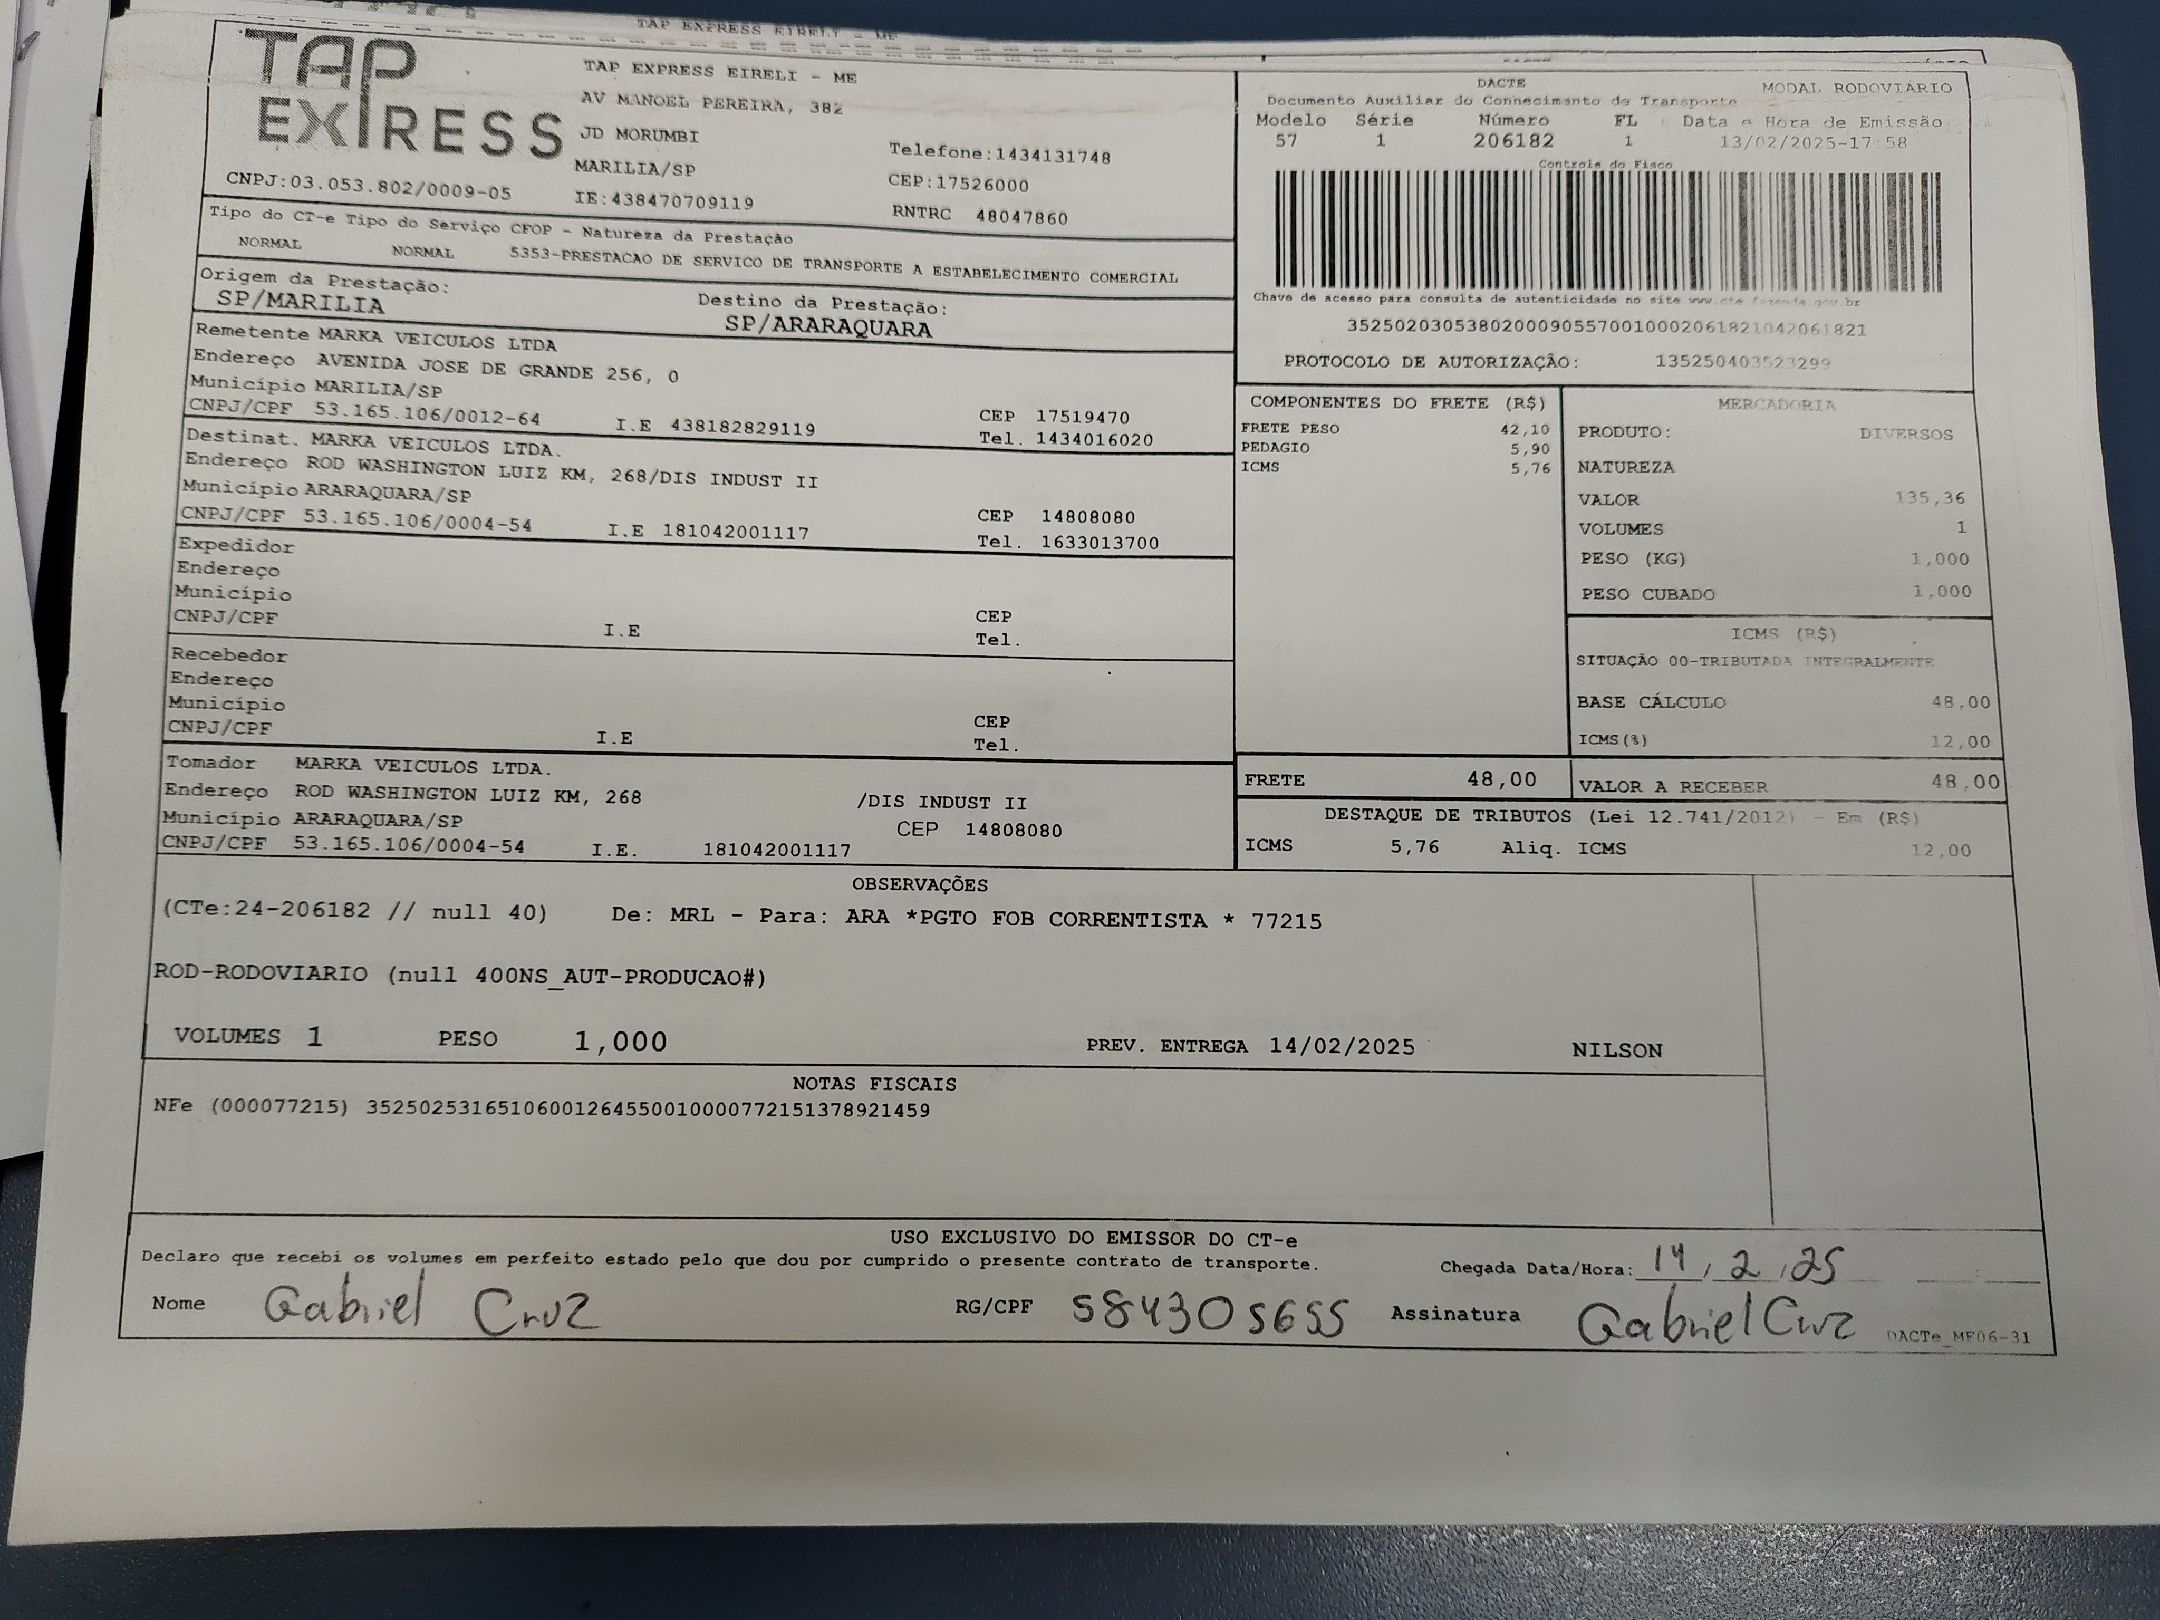 TAP EXPRESS EIRELI - ME
TAP EXPRESS
TAP EXPRESS EIRELI - ME
AV MANOEL PEREIRA, 382
JD MORUMBI
Telefone:1434131748
MARILIA/SP
CEP:17526000
CNPJ:03.053.802/0009-05
IE:438470709119
RNTRC 48047860
DACTE
MODAL RODOVIÁRIO
Documento Auxiliar do Conhecimento de Transporte
Modelo Série Número FL Data e Hora de Emissão
57 1 206182 1 13/02/2025-17:58
Controle do Fisco
Chave de acesso para consulta de autenticidade no site www.cte.fazenda.gov.br
35250203053802000905570010002061821042061821
PROTOCOLO DE AUTORIZAÇÃO: 135250403523299
Tipo do CT-e Tipo do Serviço CFOP - Natureza da Prestação
NORMAL NORMAL 5353-PRESTACAO DE SERVICO DE TRANSPORTE A ESTABELECIMENTO COMERCIAL
Origem da Prestação: Destino da Prestação:
SP/MARILIA SP/ARARAQUARA
Remetente MARKA VEICULOS LTDA
Endereço AVENIDA JOSE DE GRANDE 256, 0
Município MARILIA/SP CEP 17519470
CNPJ/CPF 53.165.106/0012-64 I.E 438182829119 Tel. 1434016020
Destinat. MARKA VEICULOS LTDA.
Endereço ROD WASHINGTON LUIZ KM, 268/DIS INDUST II
Município ARARAQUARA/SP CEP 14808080
CNPJ/CPF 53.165.106/0004-54 I.E 181042001117 Tel. 1633013700
Expedidor
Endereço
Município CEP
CNPJ/CPF I.E Tel.
Recebedor
Endereço
Município CEP
CNPJ/CPF I.E Tel.
Tomador MARKA VEICULOS LTDA.
Endereço ROD WASHINGTON LUIZ KM, 268 /DIS INDUST II
Município ARARAQUARA/SP CEP 14808080
CNPJ/CPF 53.165.106/0004-54 I.E. 181042001117
COMPONENTES DO FRETE (R$)
FRETE PESO 42,10
PEDAGIO 5,90
ICMS 5,76
MERCADORIA
PRODUTO: DIVERSOS
NATUREZA
VALOR 135,36
VOLUMES 1
PESO (KG) 1,000
PESO CUBADO 1,000
ICMS (R$)
SITUAÇÃO 00-TRIBUTADA INTEGRALMENTE
BASE CÁLCULO 48,00
ICMS(%) 12,00
FRETE 48,00 VALOR A RECEBER 48,00
DESTAQUE DE TRIBUTOS (Lei 12.741/2012) - Em (R$)
ICMS 5,76 Aliq. ICMS 12,00
OBSERVAÇÕES
(CTe:24-206182 // null 40) De: MRL - Para: ARA *PGTO FOB CORRENTISTA * 77215
ROD-RODOVIARIO (null 400NS_AUT-PRODUCAO#)
VOLUMES 1 PESO 1,000 PREV. ENTREGA 14/02/2025 NILSON
NOTAS FISCAIS
NFe (000077215) 35250253165106001264550010000772151378921459
USO EXCLUSIVO DO EMISSOR DO CT-e
Declaro que recebi os volumes em perfeito estado pelo que dou por cumprido o presente contrato de transporte. Chegada Data/Hora: 14/2/25
Nome Gabriel Cruz RG/CPF 584305655 Assinatura Gabriel Cruz DACTe_MF06-31